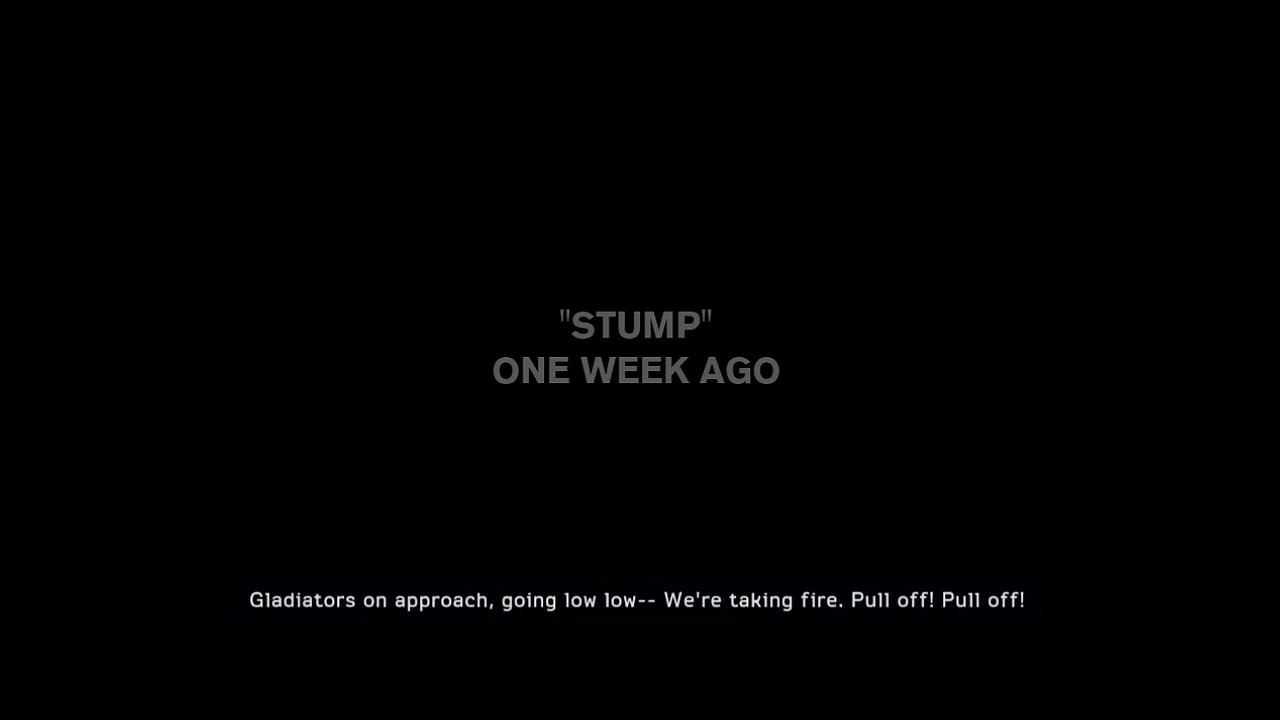 "STUMP"
ONE WEEK AGO
Gladiators on approach, going low low-- We're taking fire. Pull off! Pull off!